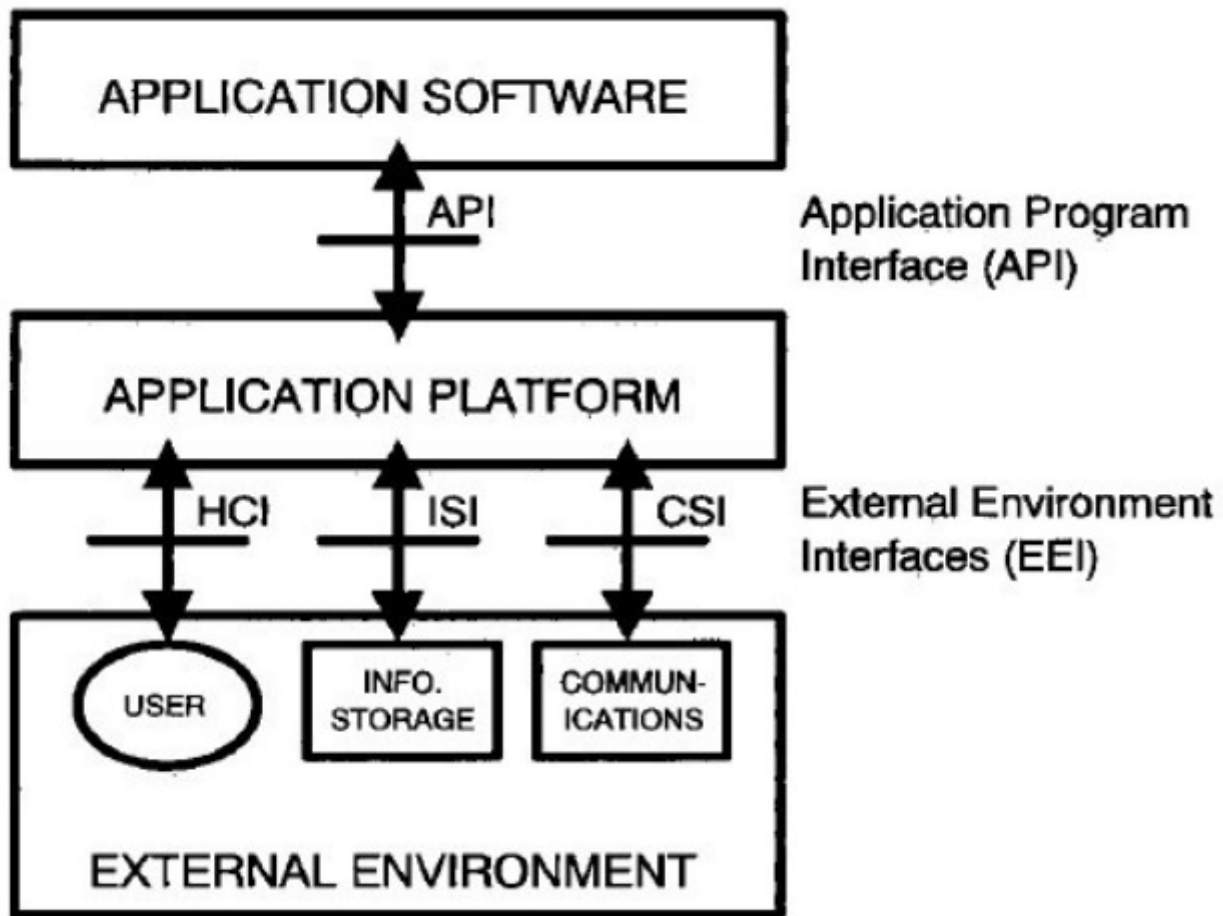 APPLICATION SOFTWARE
API
Application Program
Interface (API)
APPLICATION PLATFORM
HCI
ISI
CSI
External Environment
Interfaces (EEI)
USER
INFO.
STORAGE
COMMUN-
ICATIONS
EXTERNAL ENVIRONMENT